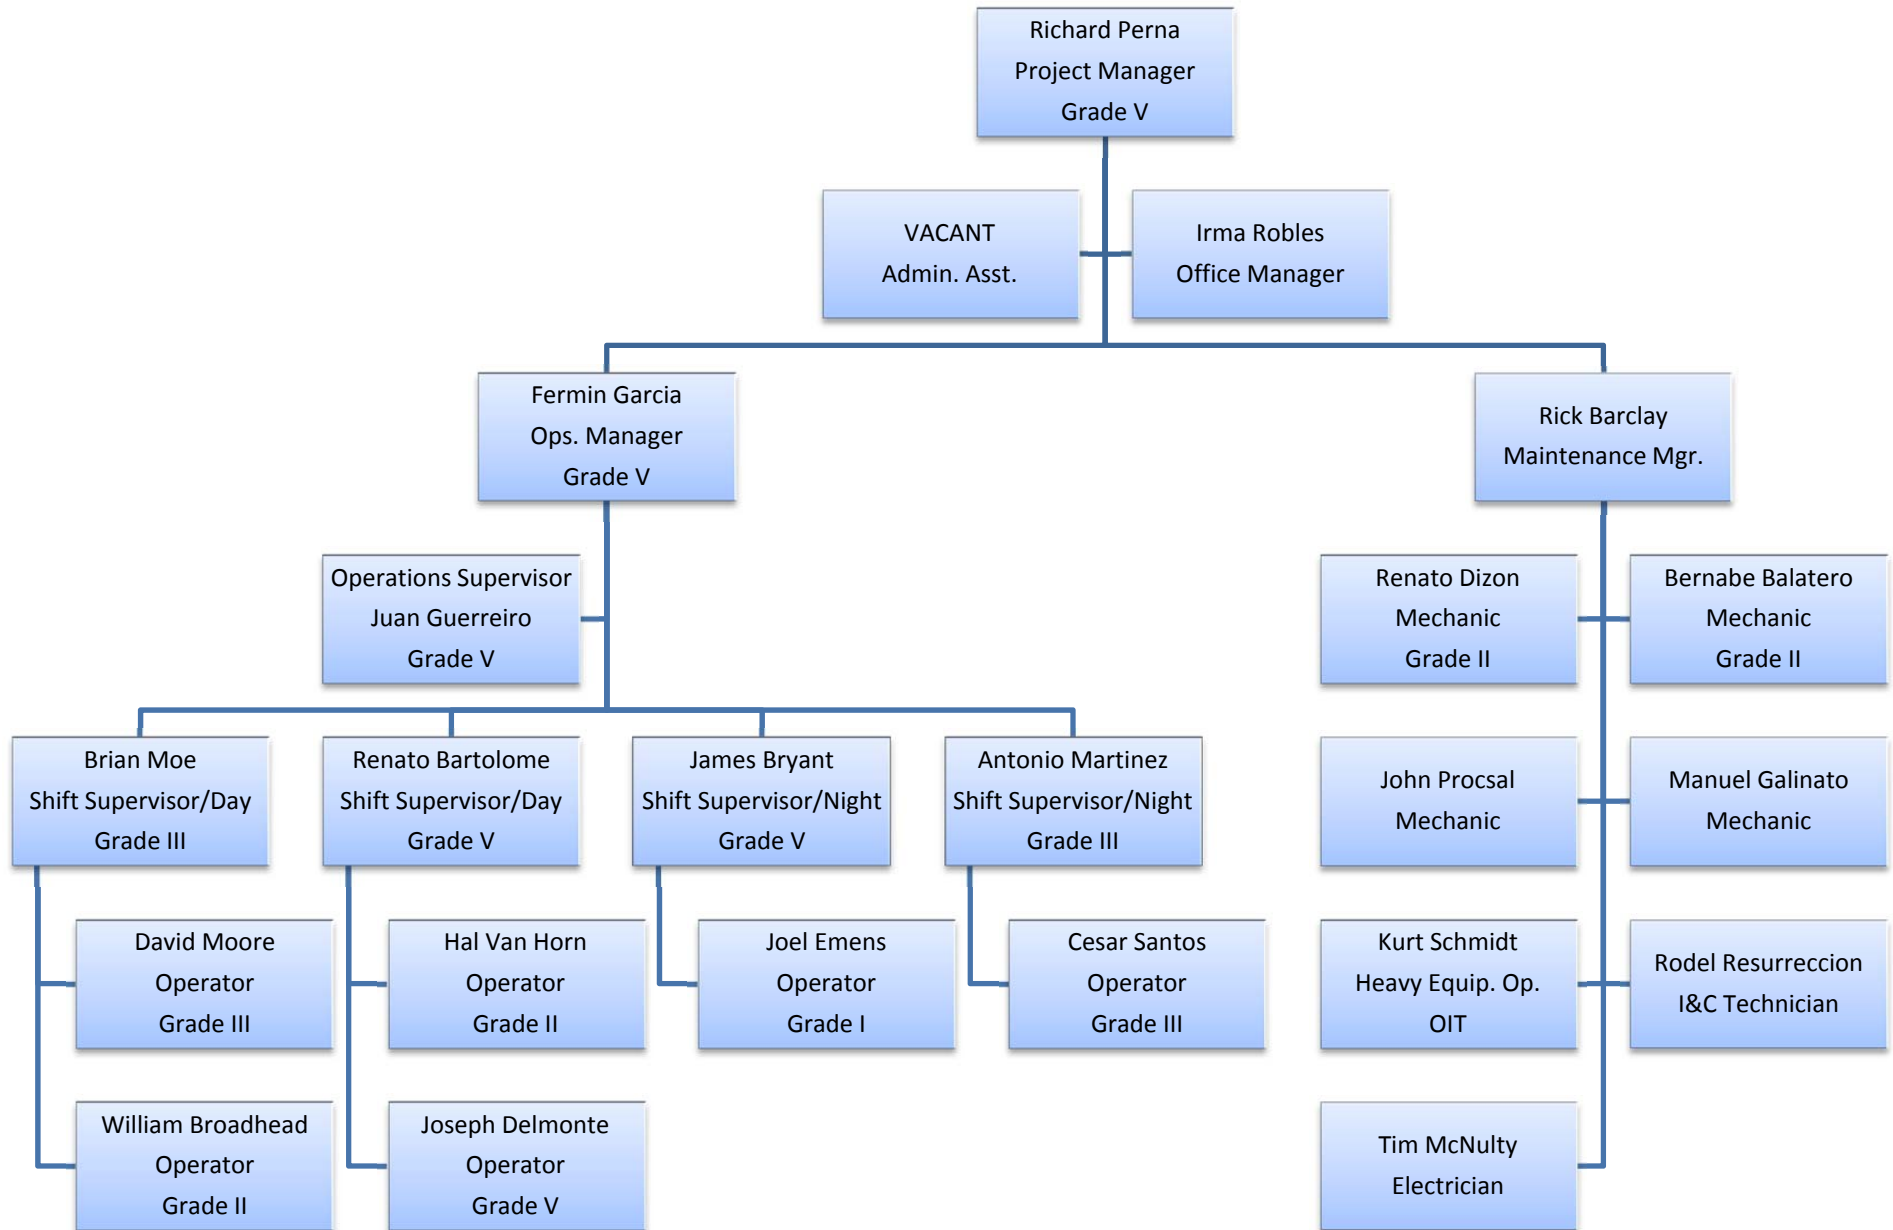 Richard Perna
Project Manager
Grade V
VACANT
Admin. Asst.
Irma Robles
Office Manager
Fermin Garcia
Ops. Manager
Grade V
Rick Barclay
Maintenance Mgr.
Operations Supervisor
Juan Guerreiro
Grade V
Renato Dizon
Mechanic
Grade II
Bernabe Balatero
Mechanic
Grade II
Brian Moe
Shift Supervisor/Day
Grade III
Renato Bartolome
Shift Supervisor/Day
Grade V
James Bryant
Shift Supervisor/Night
Grade V
Antonio Martinez
Shift Supervisor/Night
Grade III
John Procsal
Mechanic
Manuel Galinato
Mechanic
David Moore
Operator
Grade III
Hal Van Horn
Operator
Grade II
Joel Emens
Operator
Grade I
Cesar Santos
Operator
Grade III
Kurt Schmidt
Heavy Equip. Op.
OIT
Rodel Resurreccion
I&C Technician
William Broadhead
Operator
Grade II
Joseph Delmonte
Operator
Grade V
Tim McNulty
Electrician